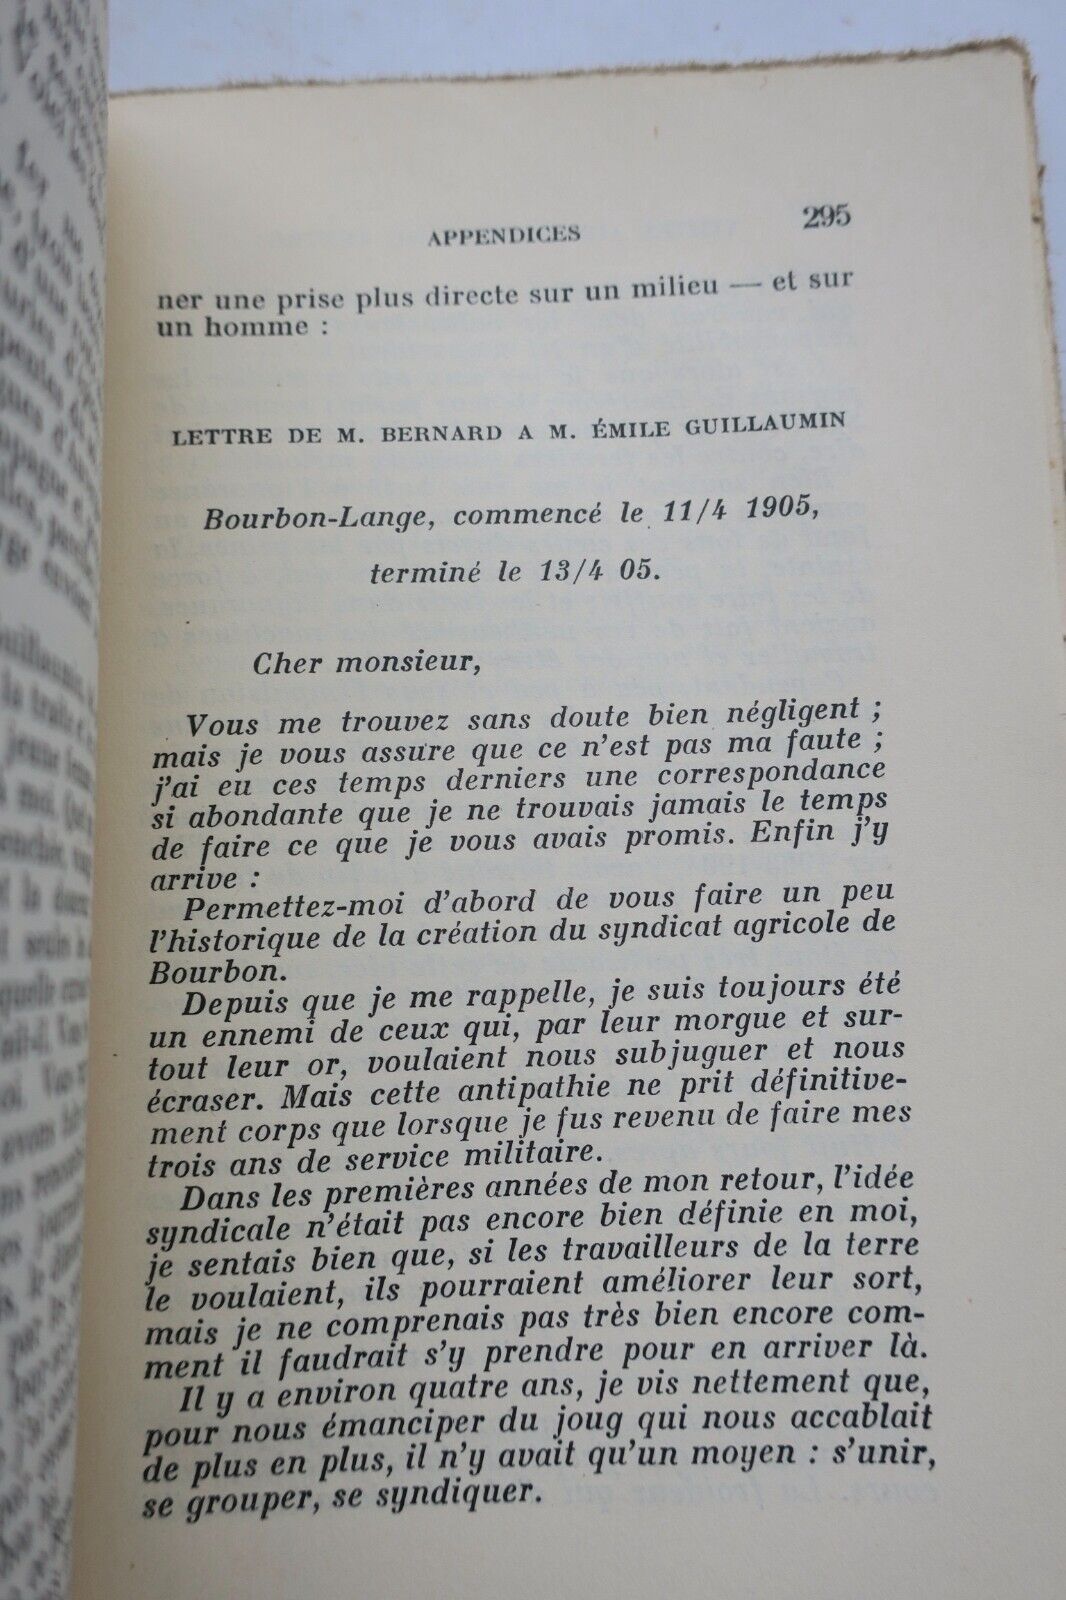 APPENDICES 295
ner une prise plus directe sur un milieu — et sur
un homme :
LETTRE DE M. BERNARD A M. ÉMILE GUILLAUMIN
Bourbon-Lange, commencé le 11/4 1905,
terminé le 13/4 05.
Cher monsieur,
Vous me trouvez sans doute bien négligent ;
mais je vous assure que ce n'est pas ma faute ;
j'ai eu ces temps derniers une correspondance
si abondante que je ne trouvais jamais le temps
de faire ce que je vous avais promis. Enfin j'y
arrive :
Permettez-moi d'abord de vous faire un peu
l'historique de la création du syndicat agricole de
Bourbon.
Depuis que je me rappelle, je suis toujours été
un ennemi de ceux qui, par leur morgue et sur-
tout leur or, voulaient nous subjuguer et nous
écraser. Mais cette antipathie ne prit définitive-
ment corps que lorsque je fus revenu de faire mes
trois ans de service militaire.
Dans les premières années de mon retour, l'idée
syndicale n'était pas encore bien définie en moi,
je sentais bien que, si les travailleurs de la terre
le voulaient, ils pourraient améliorer leur sort,
mais je ne comprenais pas très bien encore com-
ment il faudrait s'y prendre pour en arriver là.
Il y a environ quatre ans, je vis nettement que,
pour nous émanciper du joug qui nous accablait
de plus en plus, il n'y avait qu'un moyen : s'unir,
se grouper, se syndiquer.